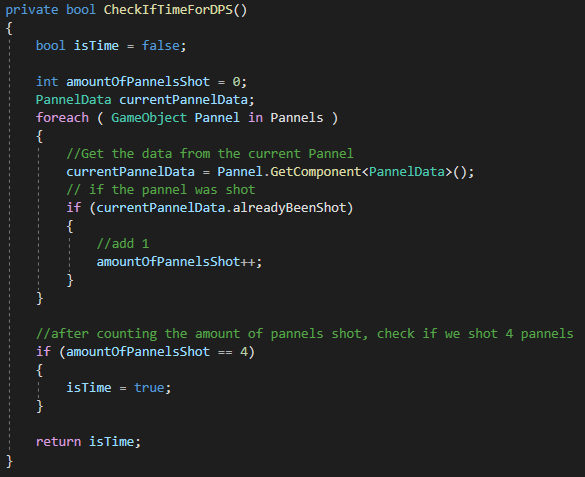 private bool CheckIfTimeForDPS()
{
    bool isTime = false;

    int amountOfPannelsShot = 0;
    PannelData currentPannelData;
    foreach ( GameObject Pannel in Pannels )
    {
        //Get the data from the current Pannel
        currentPannelData = Pannel.GetComponent<PannelData>();
        // if the pannel was shot
        if (currentPannelData.alreadyBeenShot)
        {
            //add 1
            amountOfPannelsShot++;
        }
    }

    //after counting the amount of pannels shot, check if we shot 4 pannels
    if (amountOfPannelsShot == 4)
    {
        isTime = true;
    }

    return isTime;
}